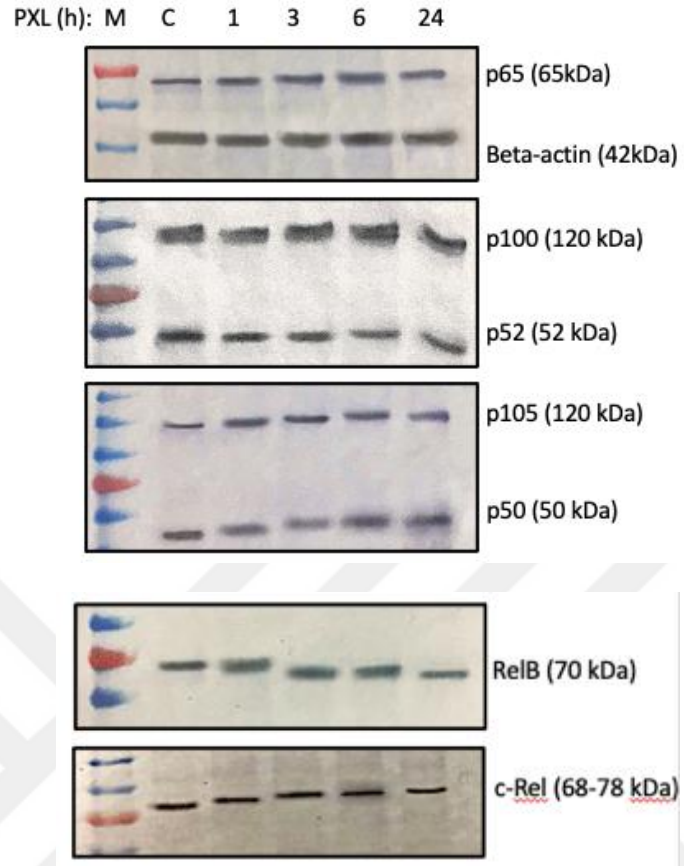 PXL (h): M C 1 3 6 24
p65 (65kDa)
Beta-actin (42kDa)
p100 (120 kDa)
p52 (52 kDa)
p105 (120 kDa)
p50 (50 kDa)
RelB (70 kDa)
c-Rel (68-78 kDa)